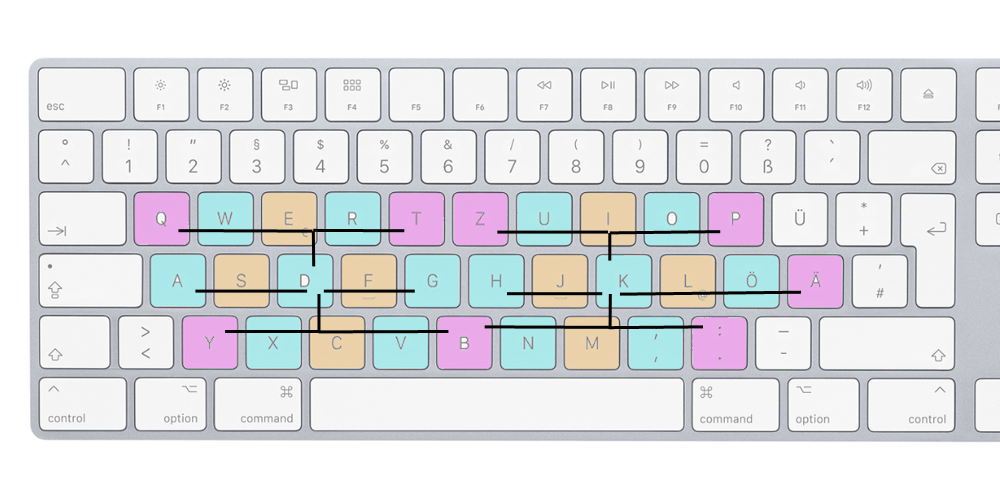 esc F1 F2 F3 F4 F5 F6 F7 F8 F9 F10 F11 F12
° ! " § $ % & / ( ) = ? `
^ 1 2 3 4 5 6 7 8 9 0 ß ´
Q W E R T Z U I O P Ü * +
A S D F G H J K L @ Ö Ä ' #
> < Y X C V B N M ; , : . — -
control option command command option control